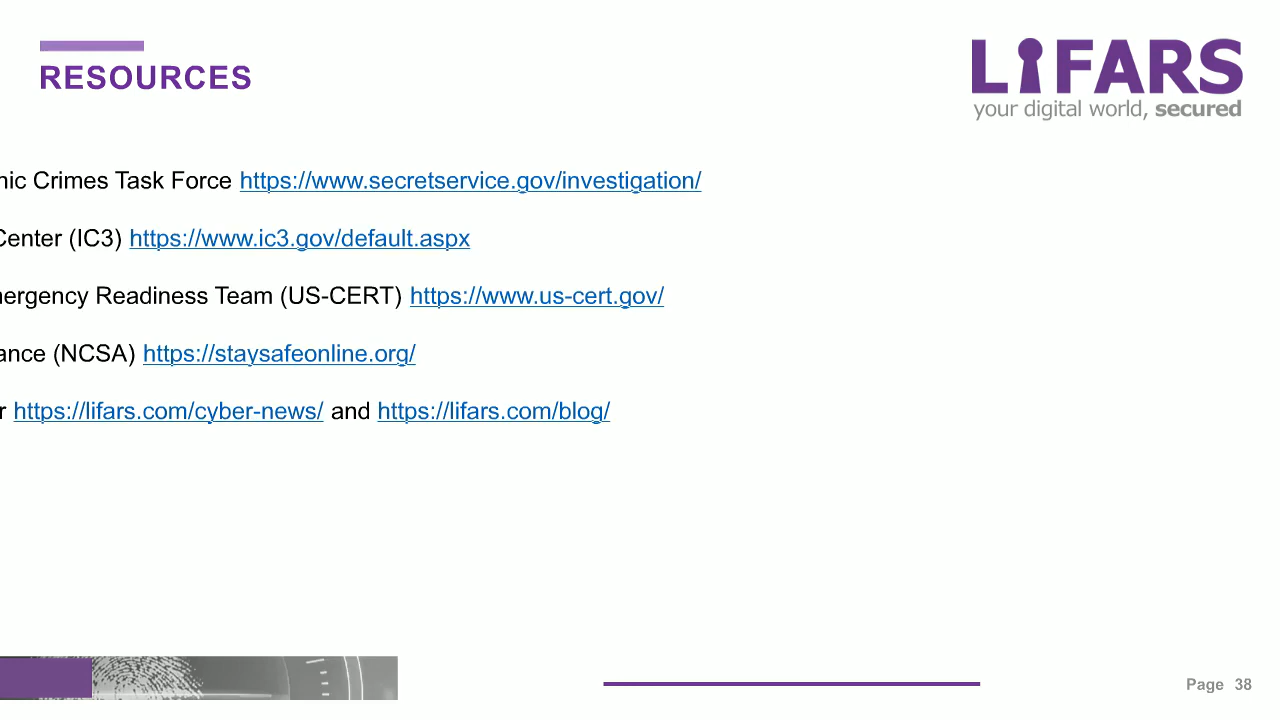 RESOURCES
LIFARS
your digital world, secured
nic Crimes Task Force https://www.secretservice.gov/investigation/
Center (IC3) https://www.ic3.gov/default.aspx
nergency Readiness Team (US-CERT) https://www.us-cert.gov/
ance (NCSA) https://staysafeonline.org/
r https://lifars.com/cyber-news/ and https://lifars.com/blog/
Page 38